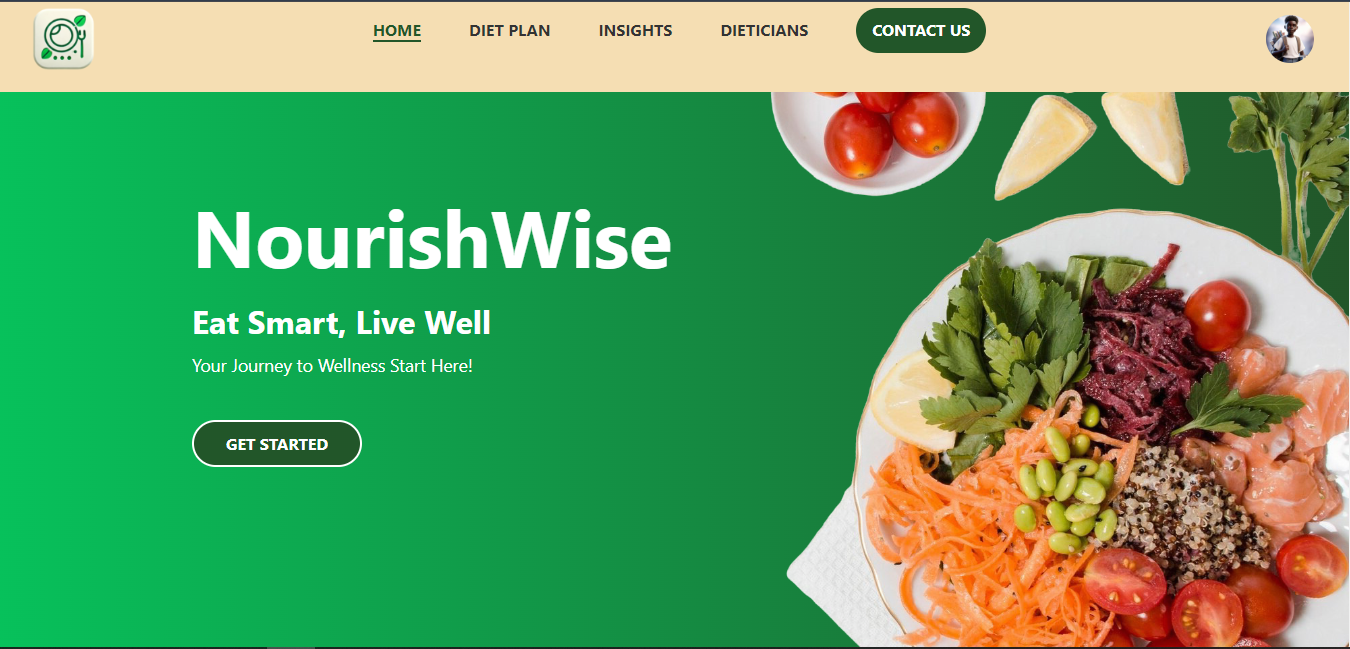 HOME DIET PLAN INSIGHTS DIETICIANS CONTACT US
NourishWise
Eat Smart, Live Well
Your Journey to Wellness Start Here!
GET STARTED